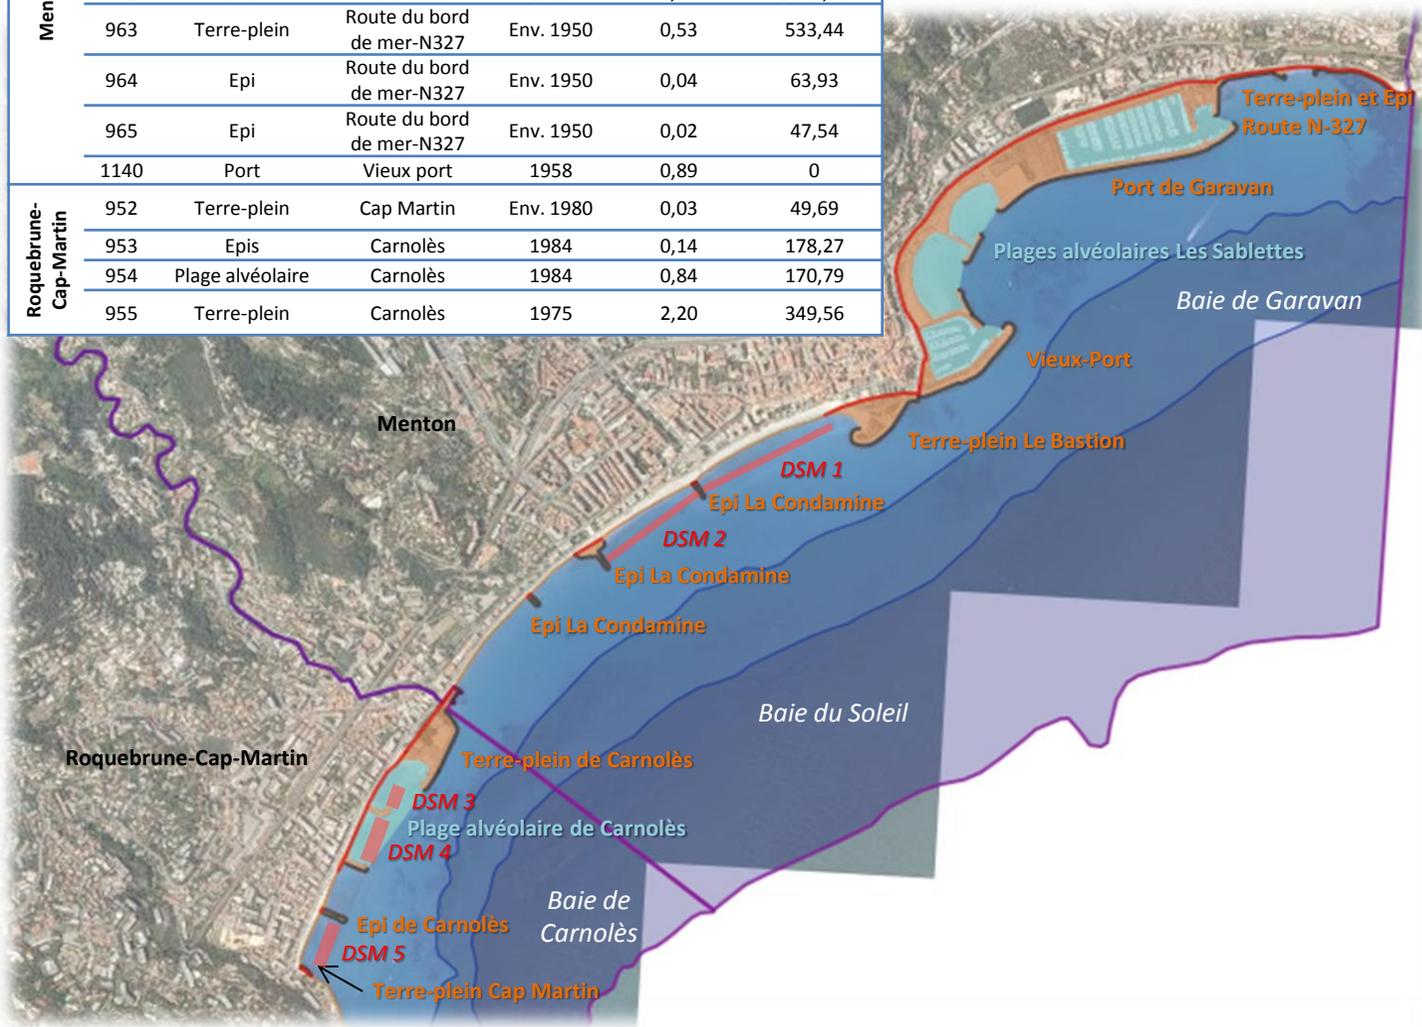 Men
963 Terre-plein Route du bord de mer-N327 Env. 1950 0,53 533,44
964 Epi Route du bord de mer-N327 Env. 1950 0,04 63,93
965 Epi Route du bord de mer-N327 Env. 1950 0,02 47,54
1140 Port Vieux port 1958 0,89 0
Roquebrune-
Cap-Martin
952 Terre-plein Cap Martin Env. 1980 0,03 49,69
953 Epis Carnolès 1984 0,14 178,27
954 Plage alvéolaire Carnolès 1984 0,84 170,79
955 Terre-plein Carnolès 1975 2,20 349,56
Terre-plein et Epi
Route N-327
Port de Garavan
Plages alvéolaires Les Sablettes
Baie de Garavan
Vieux-Port
Menton
Terre-plein Le Bastion
DSM 1
Epi La Condamine
DSM 2
Epi La Condamine
Epi La Condamine
Baie du Soleil
Roquebrune-Cap-Martin
Terre-plein de Carnolès
DSM 3
Plage alvéolaire de Carnolès
DSM 4
Baie de
Carnolès
Epi de Carnolès
DSM 5
Terre-plein Cap Martin